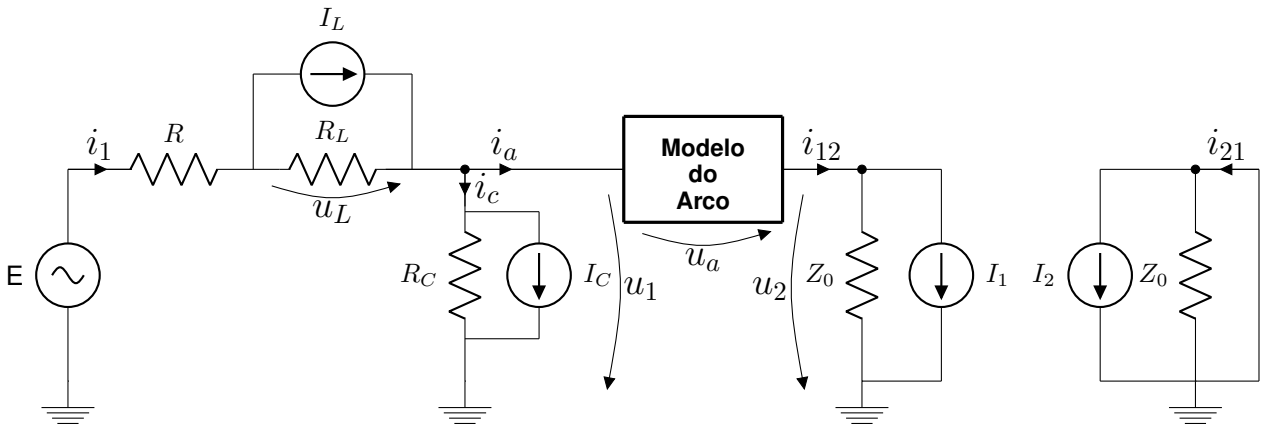 I_L
i_1
R
R_L
i_a
Modelo
do
Arco
i_12
i_21
i_c
u_L
u_a
E
R_C
I_C
u_1
u_2
Z_0
I_1
I_2
Z_0